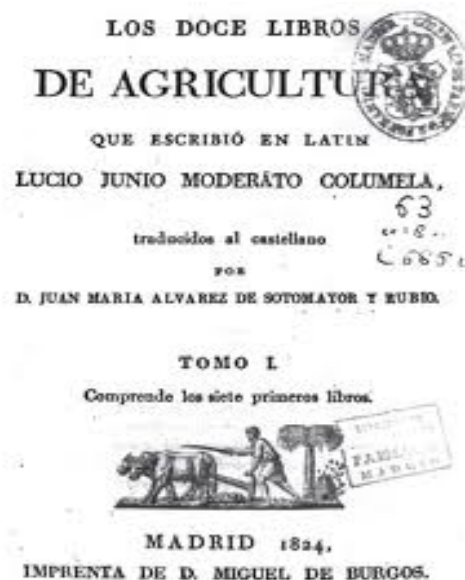 LOS DOCE LIBROS
DE AGRICULTURA
QUE ESCRIBIÓ EN LATIN
LUCIO JUNIO MODERÁTO COLUMELA,
63
traducidos al castellano
POR
D. JUAN MARIA ALVAREZ DE SOTOMAYOR Y RUBIO.
TOMO I.
Comprende los siete primeros libros.
MADRID 1824,
IMPRENTA DE D. MIGUEL DE BURGOS.